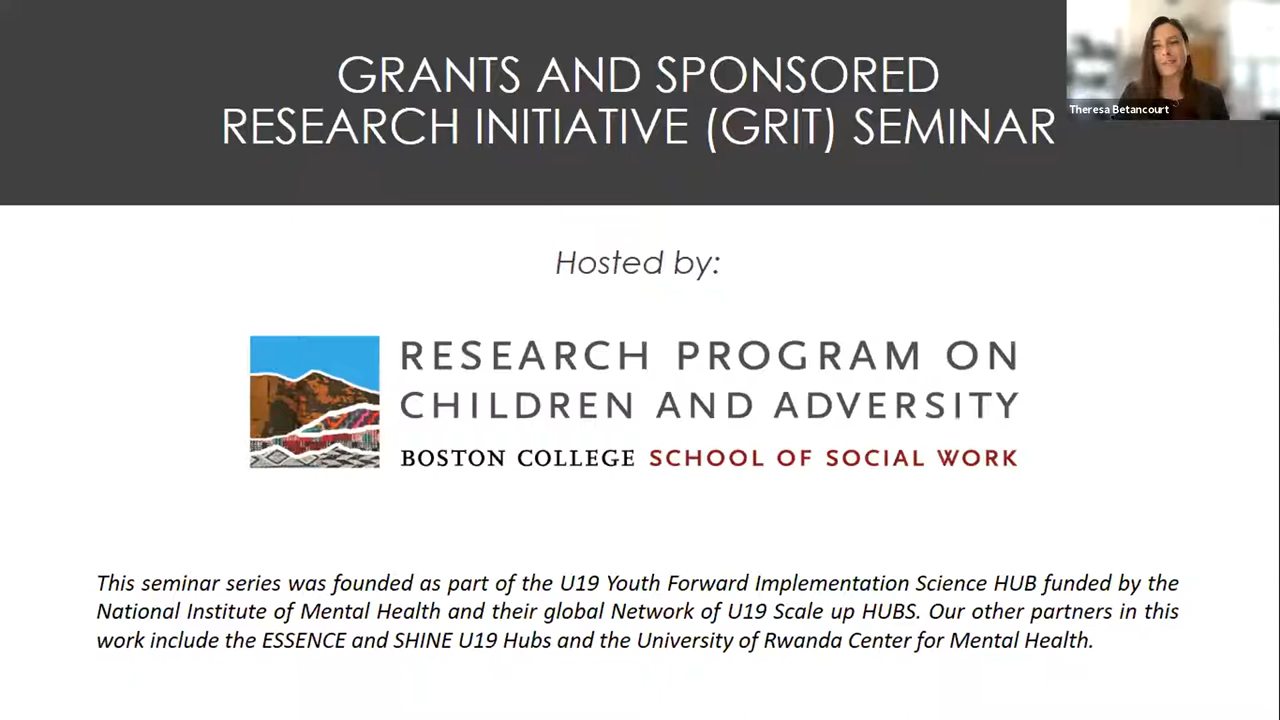 GRANTS AND SPONSORED
RESEARCH INITIATIVE (GRIT) SEMINAR
Theresa Betancourt
Hosted by:
RESEARCH PROGRAM ON
CHILDREN AND ADVERSITY
BOSTON COLLEGE SCHOOL OF SOCIAL WORK
This seminar series was founded as part of the U19 Youth Forward Implementation Science HUB funded by the
National Institute of Mental Health and their global Network of U19 Scale up HUBS. Our other partners in this
work include the ESSENCE and SHINE U19 Hubs and the University of Rwanda Center for Mental Health.